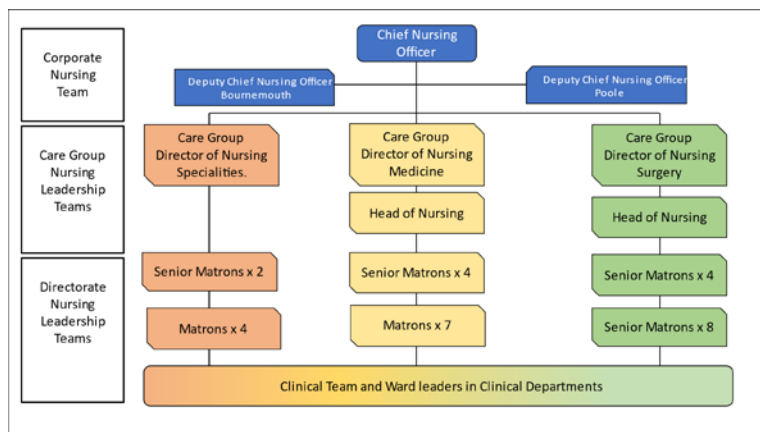 Chief Nursing
Officer
Corporate
Nursing
Team
Deputy Chief Nursing Officer
Bournemouth
Deputy Chief Nursing Officer
Poole
Care Group
Nursing
Leadership
Teams
Care Group
Director of Nursing
Specialities.
Care Group
Director of Nursing
Medicine
Care Group
Director of Nursing
Surgery
Head of Nursing
Head of Nursing
Directorate
Nursing
Leadership
Teams
Senior Matrons x 2
Senior Matrons x 4
Senior Matrons x 4
Matrons x 4
Matrons x 7
Senior Matrons x 8
Clinical Team and Ward leaders in Clinical Departments